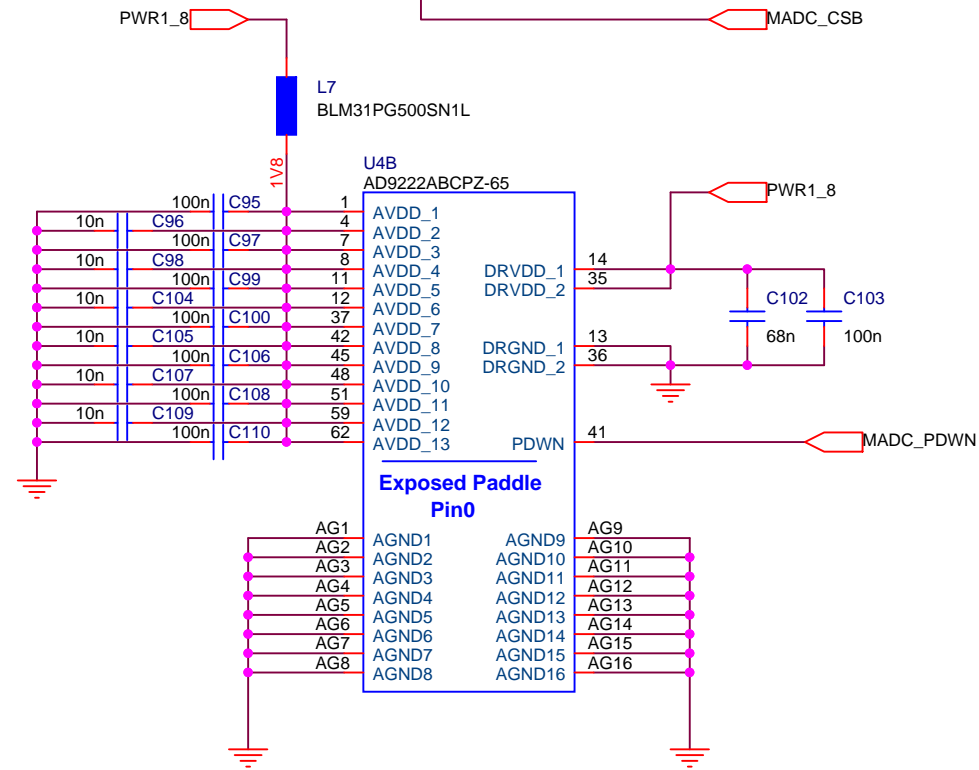 PWR1_8
MADC_CSB
L7
BLM31PG500SN1L
1V8
U4B
AD9222ABCPZ-65
PWR1_8
100n C95 1 AVDD_1
10n C96 4 AVDD_2
100n C97 7 AVDD_3
10n C98 8 AVDD_4 DRVDD_1 14
100n C99 11 AVDD_5 DRVDD_2 35
10n C104 12 AVDD_6 C102 C103
100n C100 37 AVDD_7
68n 100n
10n C105 42 AVDD_8 DRGND_1 13
100n C106 45 AVDD_9 DRGND_2 36
10n C107 48 AVDD_10
100n C108 51 AVDD_11
10n C109 59 AVDD_12
100n C110 62 AVDD_13 PDWN 41 MADC_PDWN
Exposed Paddle
Pin0
AG1 AGND1 AGND9 AG9
AG2 AGND2 AGND10 AG10
AG3 AGND3 AGND11 AG11
AG4 AGND4 AGND12 AG12
AG5 AGND5 AGND13 AG13
AG6 AGND6 AGND14 AG14
AG7 AGND7 AGND15 AG15
AG8 AGND8 AGND16 AG16